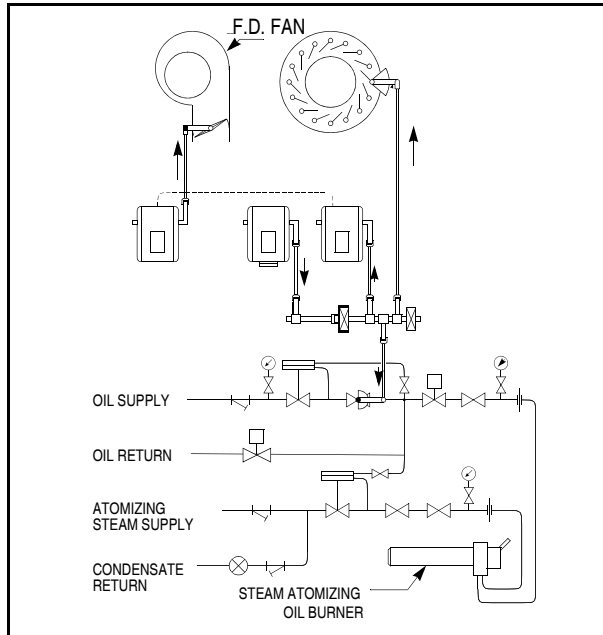 F.D. FAN
OIL SUPPLY
OIL RETURN
ATOMIZING
STEAM SUPPLY
CONDENSATE
RETURN
STEAM ATOMIZING
OIL BURNER